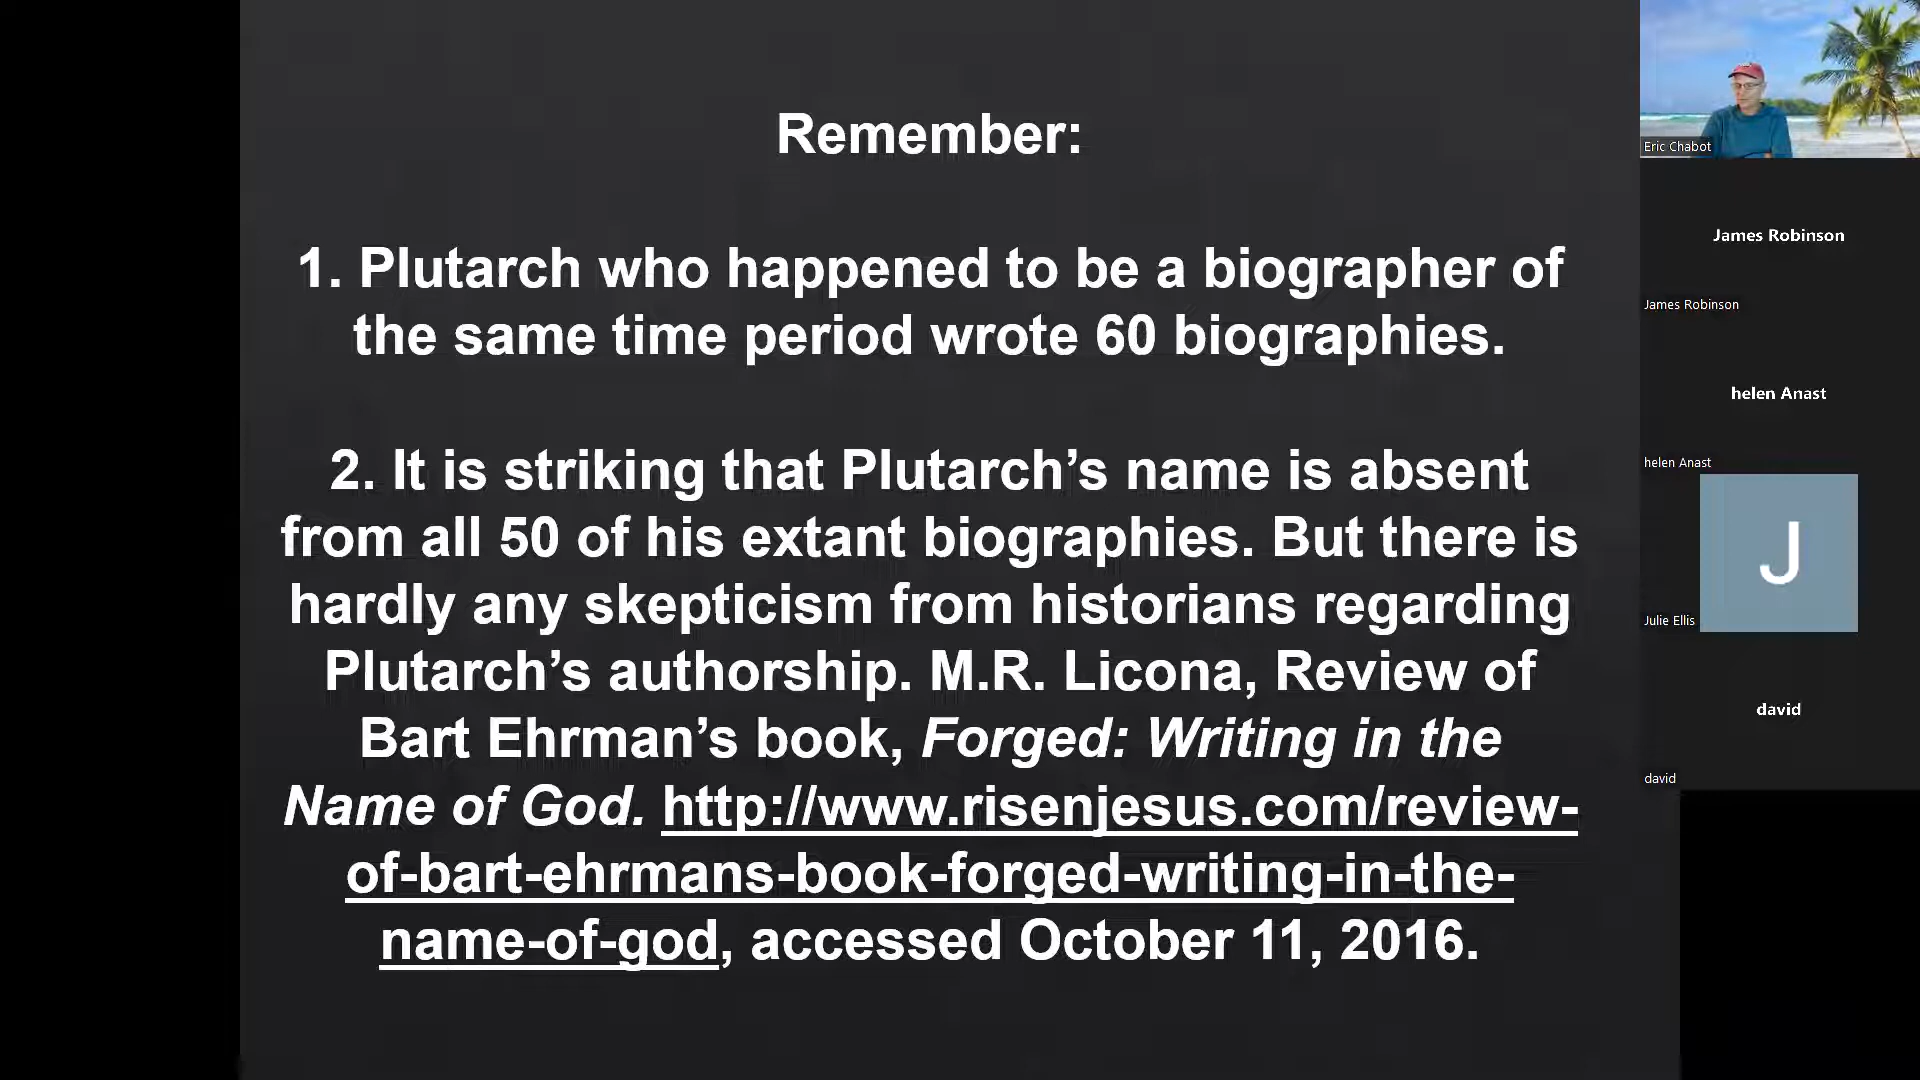 Remember:
1. Plutarch who happened to be a biographer of
the same time period wrote 60 biographies.
2. It is striking that Plutarch’s name is absent
from all 50 of his extant biographies. But there is
hardly any skepticism from historians regarding
Plutarch’s authorship. M.R. Licona, Review of
Bart Ehrman’s book, Forged: Writing in the
Name of God. http://www.risenjesus.com/review-
of-bart-ehrmans-book-forged-writing-in-the-
name-of-god, accessed October 11, 2016.
Eric Chabot
James Robinson
James Robinson
helen Anast
helen Anast
J
Julie Ellis
david
david